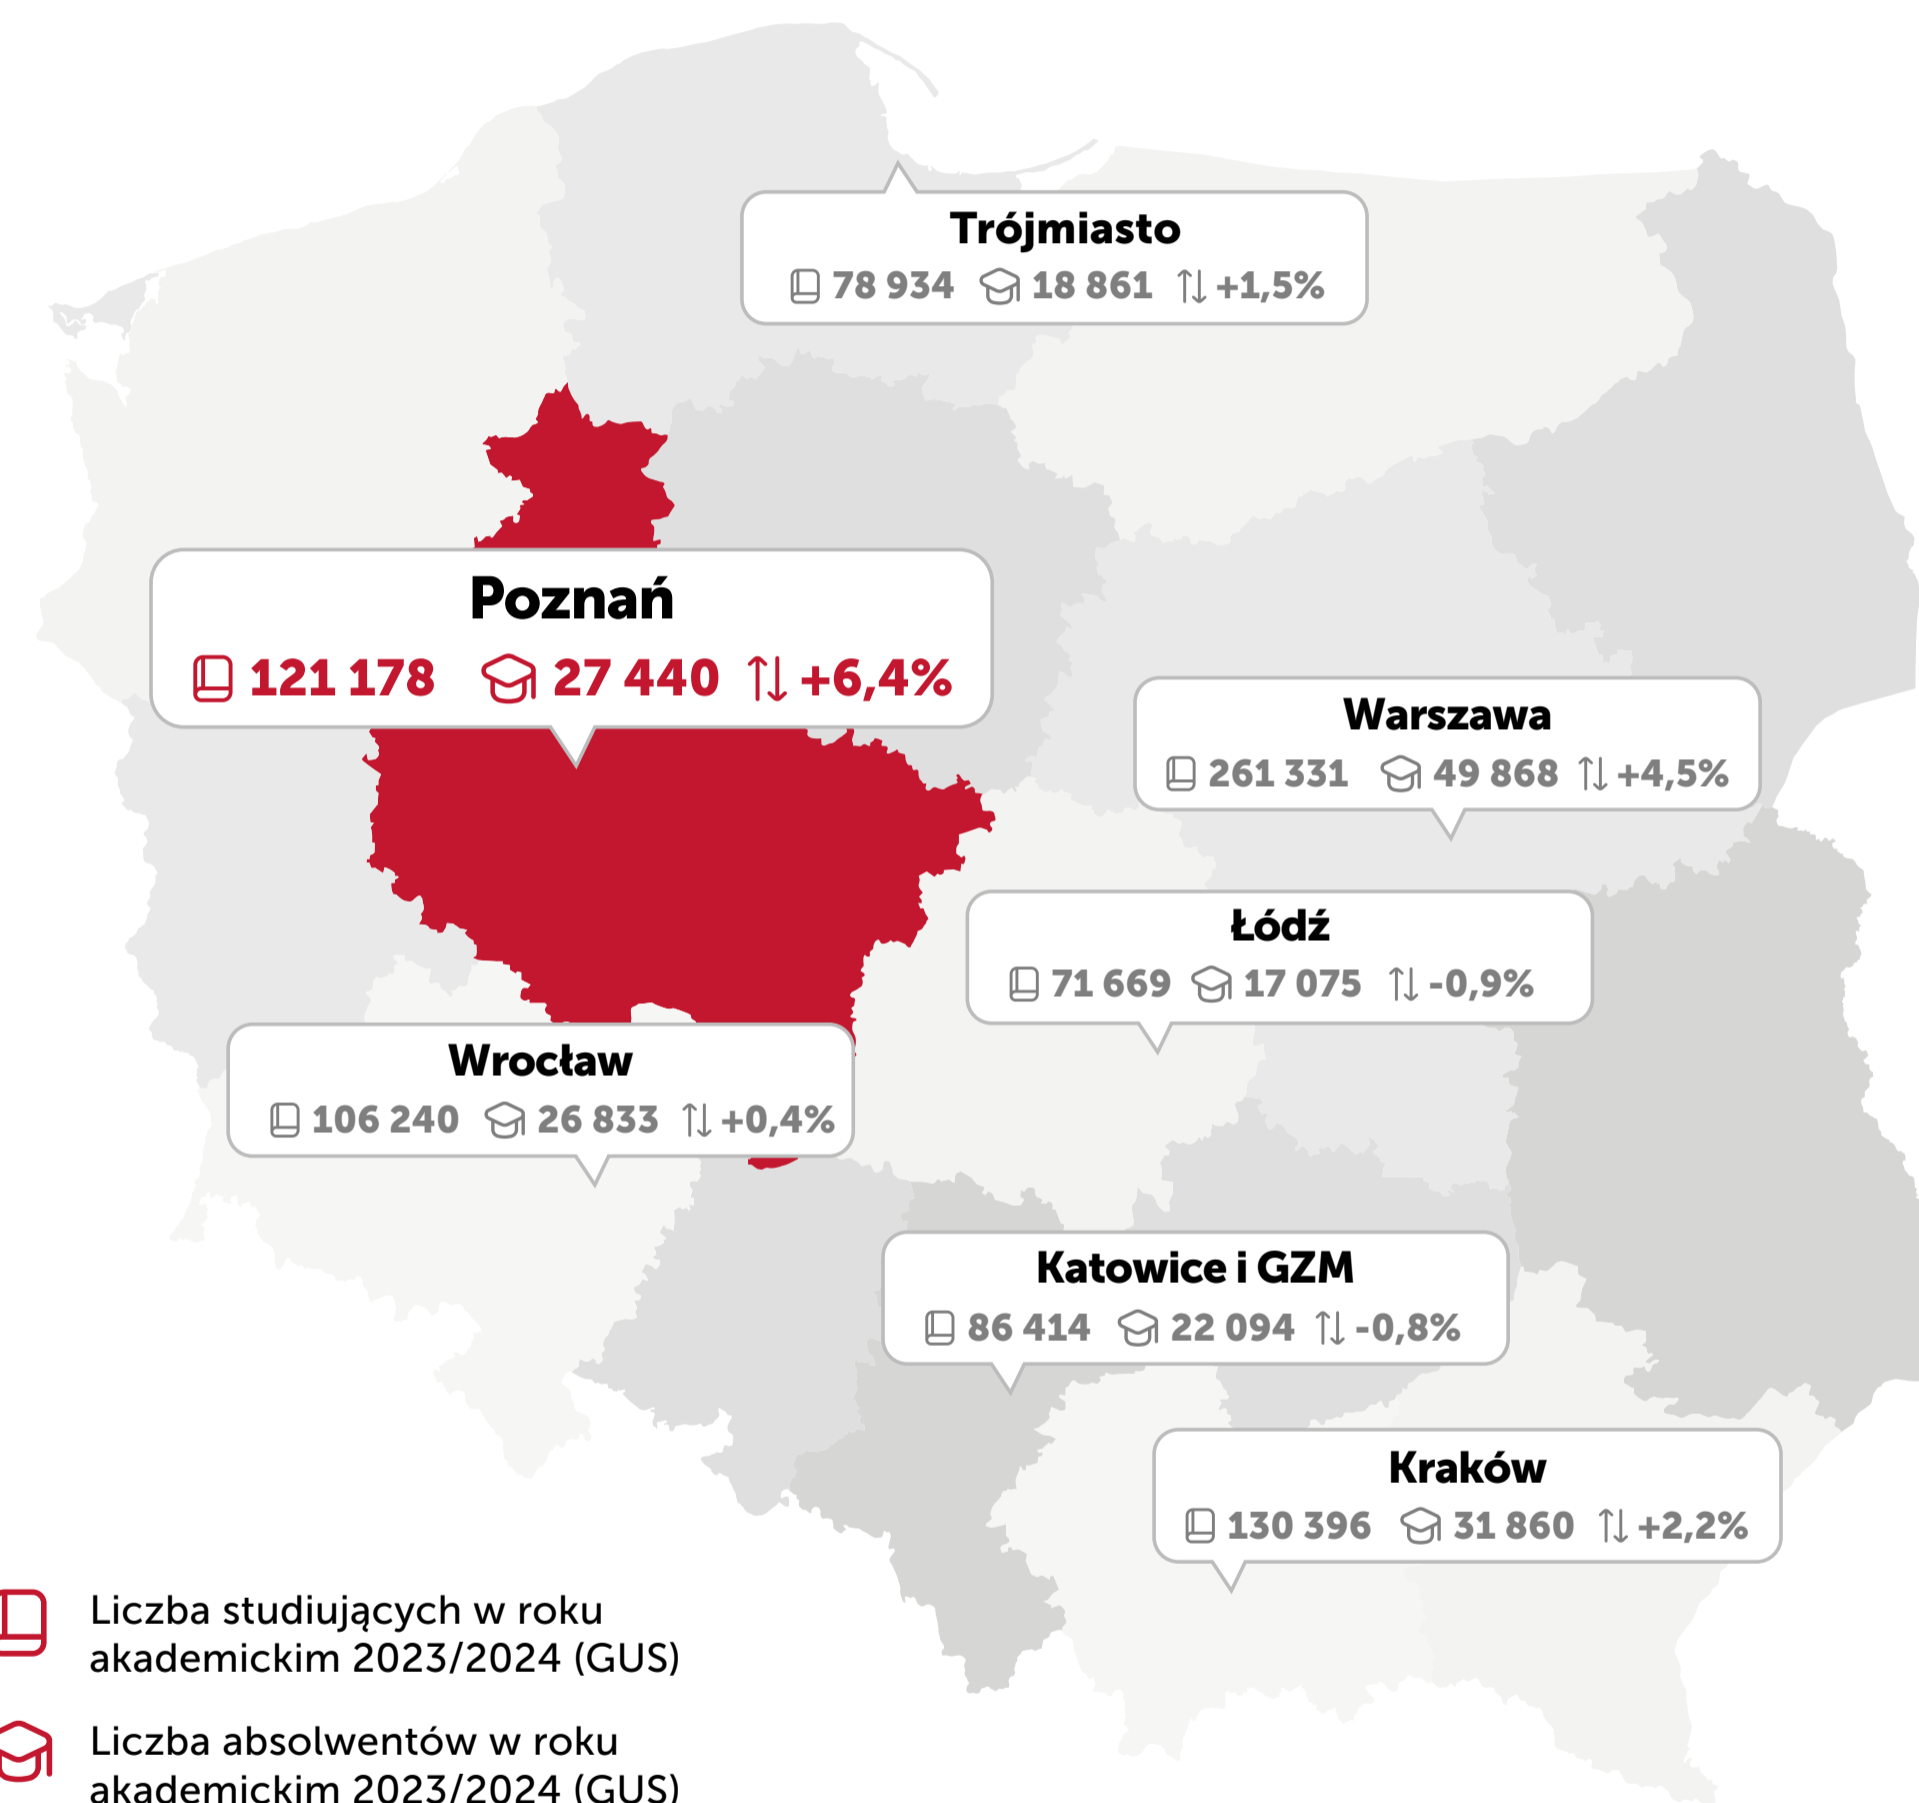 Trójmiasto
78 934 18 861 +1,5%
Poznań
121 178 27 440 +6,4%
Warszawa
261 331 49 868 +4,5%
Łódź
71 669 17 075 -0,9%
Wrocław
106 240 26 833 +0,4%
Katowice i GZM
86 414 22 094 -0,8%
Kraków
130 396 31 860 +2,2%
Liczba studiujących w roku
akademickim 2023/2024 (GUS)
Liczba absolwentów w roku
akademickim 2023/2024 (GUS)